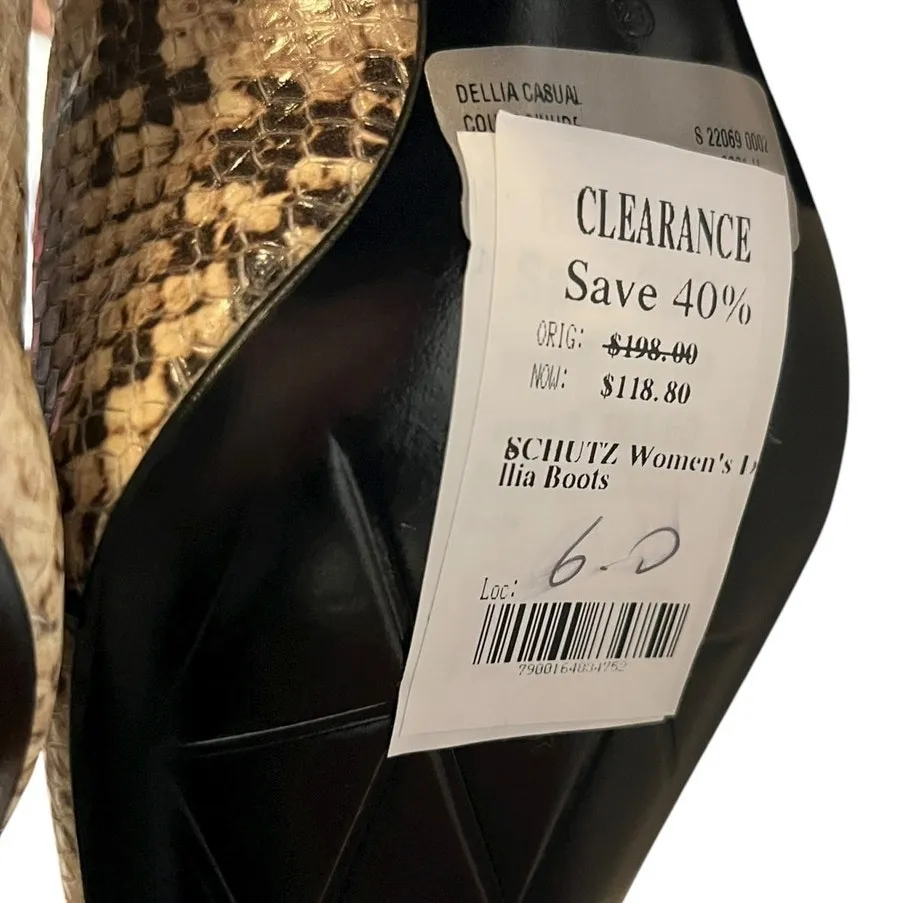 DELLIA CASUAL
S 22069 0002
CLEARANCE
Save 40%
ORIG: $198.00
NOW: $118.80
SCHUTZ Women's D
llia Boots
6.0
Loc:
7900164834752